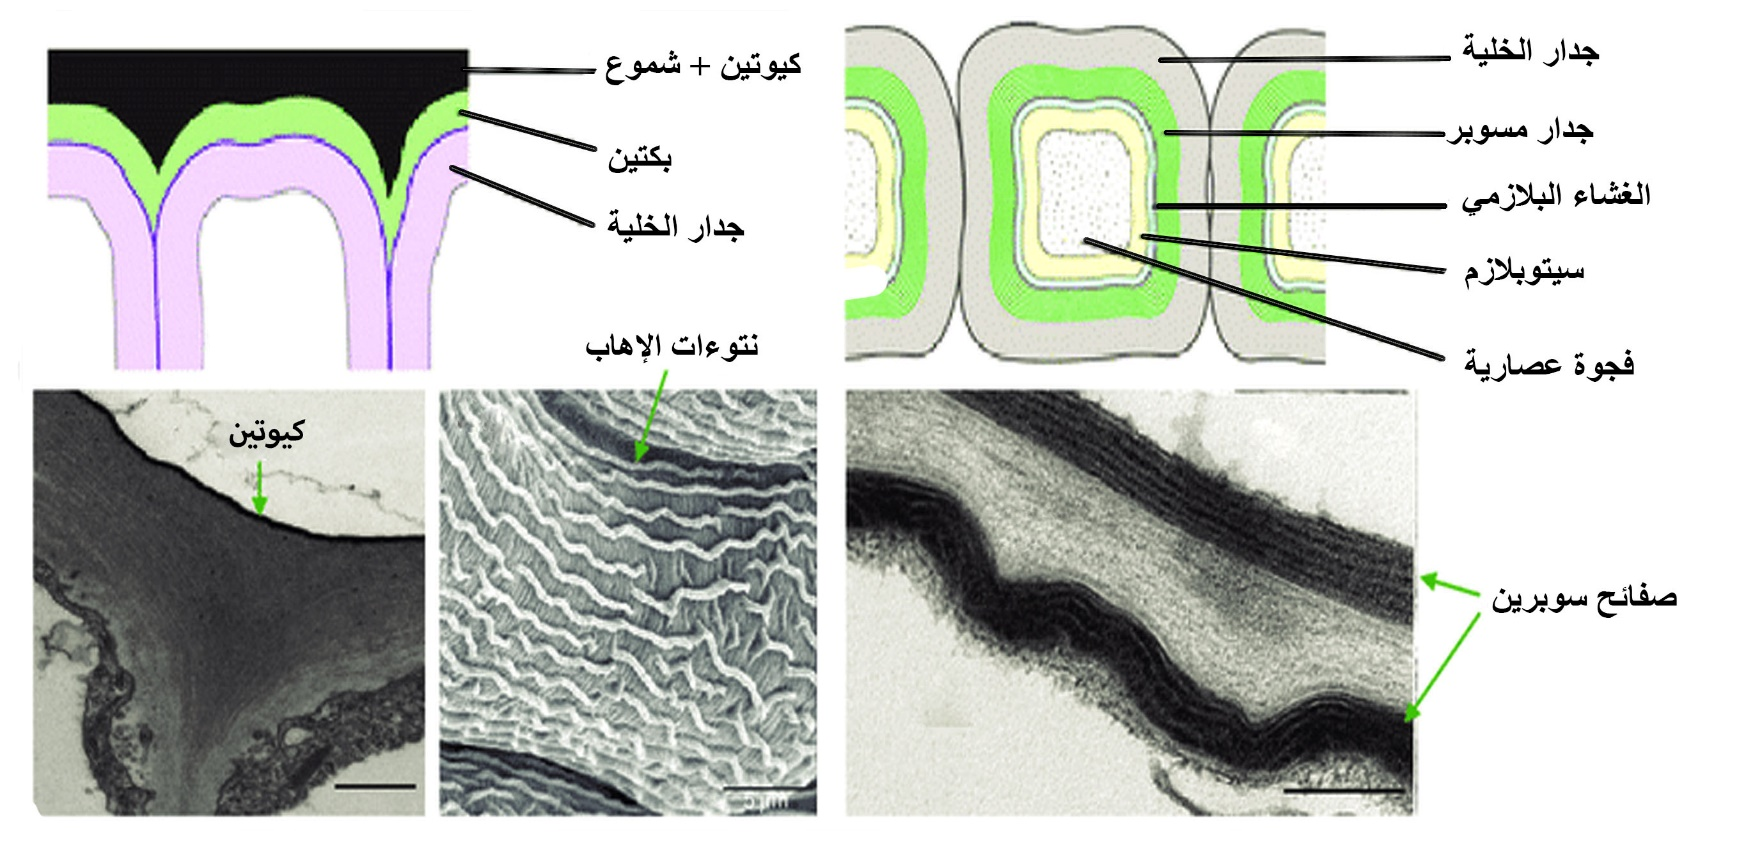 كيوتين + شموع
بكتين
جدار الخلية
جدار الخلية
جدار مسوبر
الغشاء البلازمي
سيتوبلازم
فجوة عصارية
نتوءات الإهاب
كيوتين
صفائح سوبرين